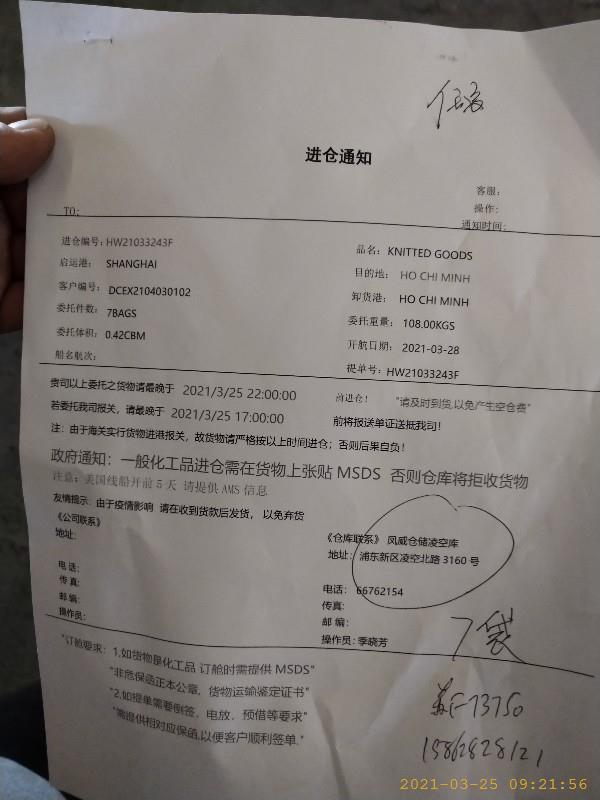 进仓通知
客服：
操作：
TO:
通知时间：
进仓编号：HW21033243F
品名：KNITTED GOODS
启运港： SHANGHAI
目的地： HO CHI MINH
客户编号： DCEX2104030102
卸货港： HO CHI MINH
委托件数： 7BAGS
委托重量： 108.00KGS
委托体积： 0.42CBM
开航日期： 2021-03-28
船名航次：
提单号：HW21033243F
贵司以上委托之货物请最晚于 2021/3/25 22:00:00 前进仓！ "请及时到货,以免产生空仓费"
若委托我司报关，请最晚于 2021/3/25 17:00:00 前将报送单证送抵我司！
注：由于海关实行货物进港报关，故货物请严格按以上时间进仓；否则后果自负！
政府通知：一般化工品进仓需在货物上张贴 MSDS 否则仓库将拒收货物
注意：美国线船开前 5 天 请提供 AMS 信息
友情提示：由于疫情影响 请在收到货款后发货，以免弃货
《公司联系》
《仓库联系》 凤威仓储凌空库
地址：
地址：浦东新区凌空北路 3160 号
电话：
电话： 66762154
传真：
传真：
邮编：
邮编：
操作员：
操作员：季晓芳
7袋
"订舱要求：1.如货物是化工品 订舱时需提供 MSDS"
"非危保函正本公章，货物运输鉴定证书"
"2.如提单需要倒签，电放，预借等要求"
"需提供相对应保函,以便客户顺利签单."
苏F-73750
15862828121
2021-03-25 09:21:56